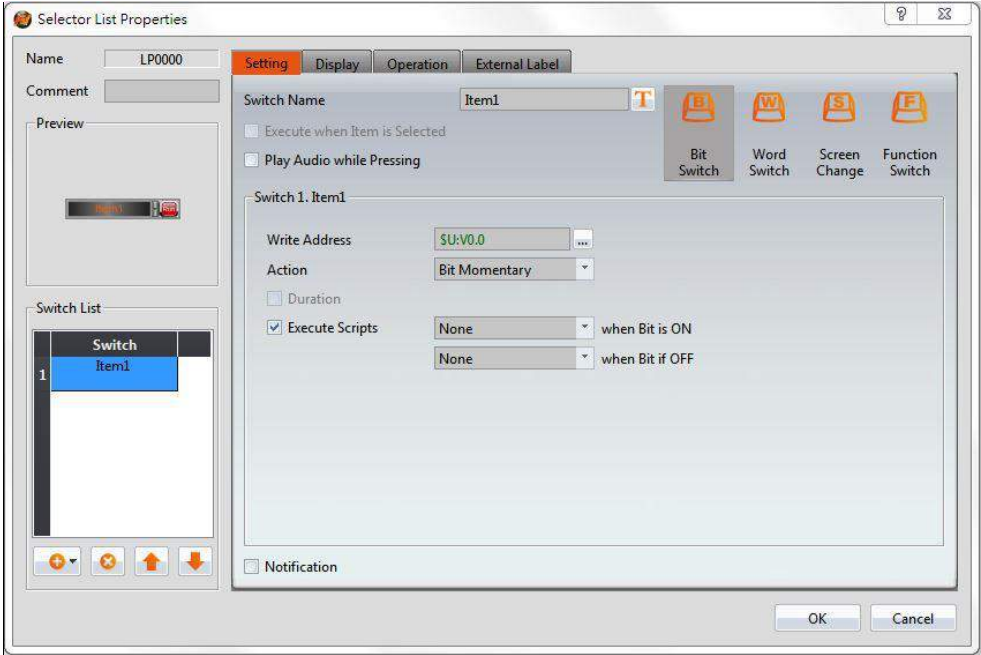 Selector List Properties
Name LP0000
Comment
Preview
Item1
Switch List
Switch
1 Item1
Setting Display Operation External Label
Switch Name Item1 T
Execute when Item is Selected
Play Audio while Pressing
B Bit Switch
W Word Switch
S Screen Change
F Function Switch
Switch 1. Item1
Write Address $U:V0.0 ...
Action Bit Momentary
Duration
Execute Scripts None when Bit is ON
None when Bit if OFF
Notification
OK Cancel